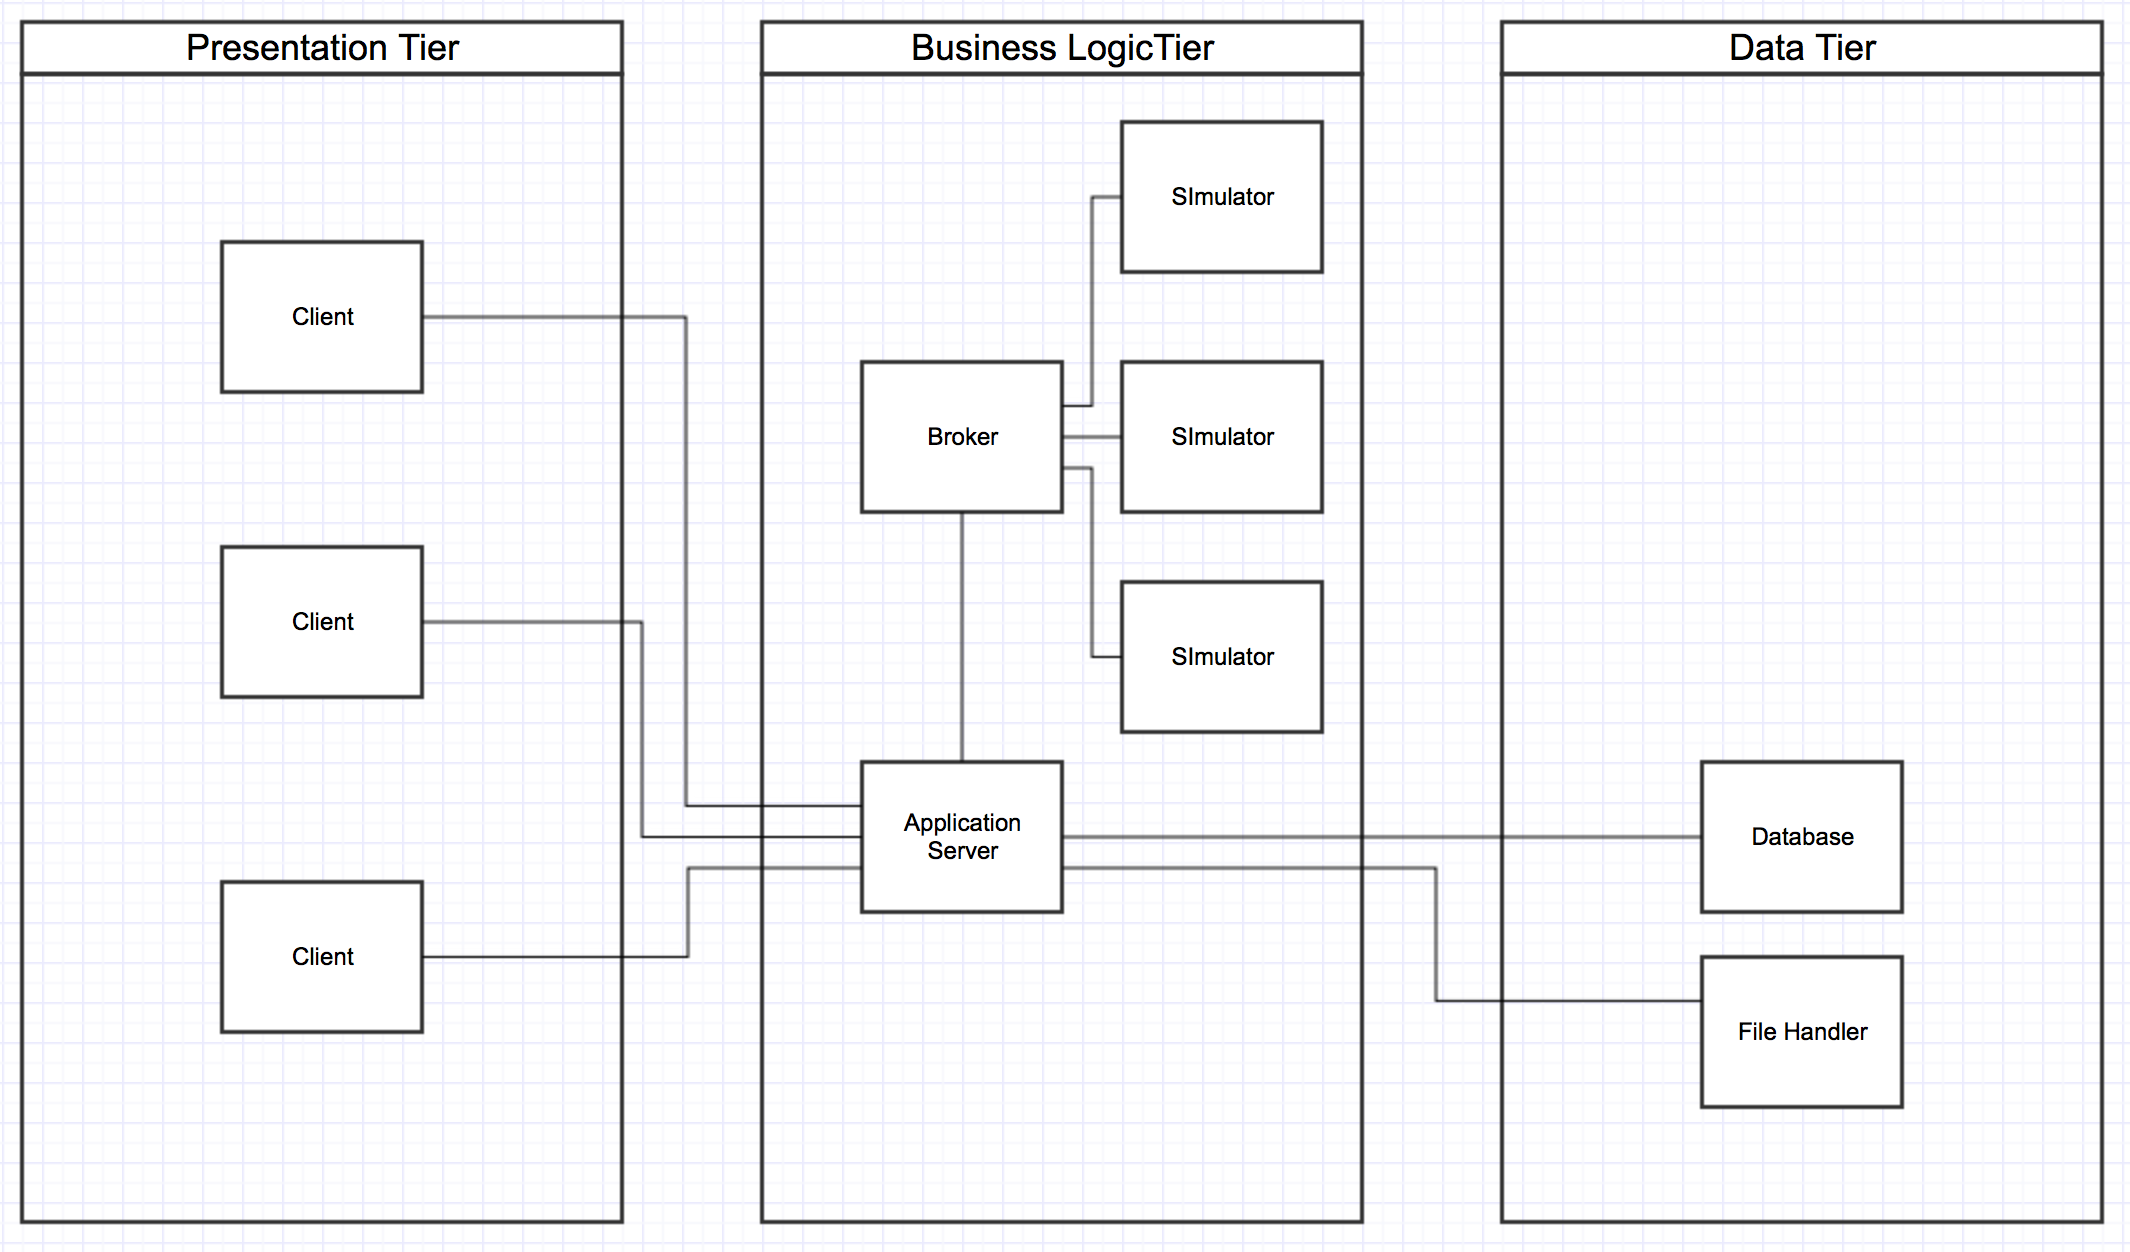 Presentation Tier
Client
Client
Client
Business LogicTier
SImulator
Broker
SImulator
SImulator
Application
Server
Data Tier
Database
File Handler